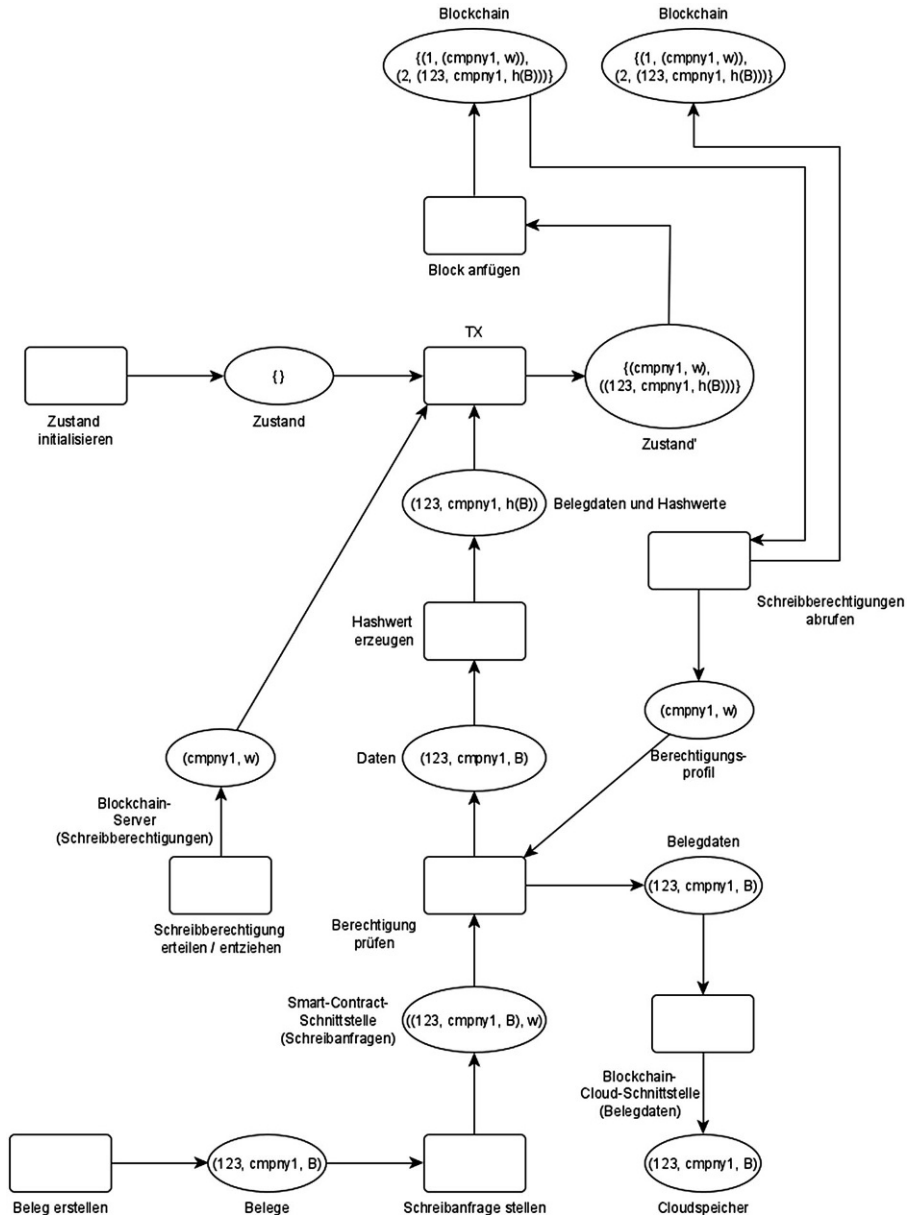 Blockchain
Blockchain
{(1, (cmpny1, w)),
(2, (123, cmpny1, h(B)))}
{(1, (cmpny1, w)),
(2, (123, cmpny1, h(B)))}
Block anfügen
TX
{ }
{(cmpny1, w),
((123, cmpny1, h(B)))}
Zustand
initialisieren
Zustand
Zustand'
(123, cmpny1, h(B))
Belegdaten und Hashwerte
Schreibberechtigungen
abrufen
Hashwert
erzeugen
(cmpny1, w)
Berechtigungs-
profil
(cmpny1, w)
Daten
(123, cmpny1, B)
Blockchain-
Server
(Schreibberechtigungen)
Belegdaten
(123, cmpny1, B)
Schreibberechtigung
erteilen / entziehen
Berechtigung
prüfen
Smart-Contract-
Schnittstelle
(Schreibanfragen)
((123, cmpny1, B), w)
Blockchain-
Cloud-Schnittstelle
(Belegdaten)
(123, cmpny1, B)
(123, cmpny1, B)
Beleg erstellen
Belege
Schreibanfrage stellen
Cloudspeicher